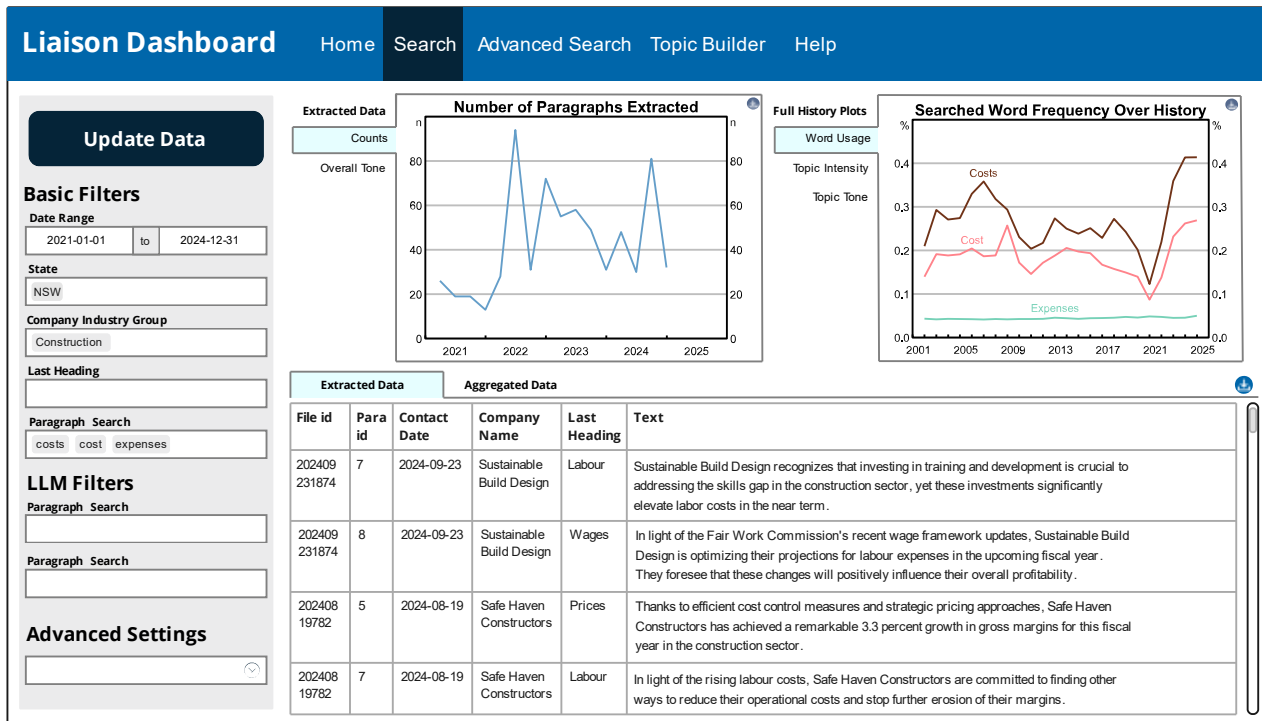 Liaison Dashboard
Home Search Advanced Search Topic Builder Help
Update Data
Basic Filters
Date Range
2021-01-01 to 2024-12-31
State
NSW
Company Industry Group
Construction
Last Heading
Paragraph Search
costs cost expenses
LLM Filters
Paragraph Search
Paragraph Search
Advanced Settings
Extracted Data
Counts
Overall Tone
Number of Paragraphs Extracted
n n
80 80
60 60
40 40
20 20
0 0
2021 2022 2023 2024 2025
Full History Plots
Word Usage
Topic Intensity
Topic Tone
Searched Word Frequency Over History
% %
0.4 0.4
Costs
0.3 0.3
Cost
0.2 0.2
0.1 0.1
Expenses
0.0 0.0
2001 2005 2009 2013 2017 2021 2025
Extracted Data Aggregated Data
File id Para id Contact Date Company Name Last Heading Text
202409
231874
7
2024-09-23
Sustainable
Build Design
Labour
Sustainable Build Design recognizes that investing in training and development is crucial to
addressing the skills gap in the construction sector, yet these investments significantly
elevate labor costs in the near term.
202409
231874
8
2024-09-23
Sustainable
Build Design
Wages
In light of the Fair Work Commission's recent wage framework updates, Sustainable Build
Design is optimizing their projections for labour expenses in the upcoming fiscal year.
They foresee that these changes will positively influence their overall profitability.
202408
19782
5
2024-08-19
Safe Haven
Constructors
Prices
Thanks to efficient cost control measures and strategic pricing approaches, Safe Haven
Constructors has achieved a remarkable 3.3 percent growth in gross margins for this fiscal
year in the construction sector.
202408
19782
7
2024-08-19
Safe Haven
Constructors
Labour
In light of the rising labour costs, Safe Haven Constructors are committed to finding other
ways to reduce their operational costs and stop further erosion of their margins.